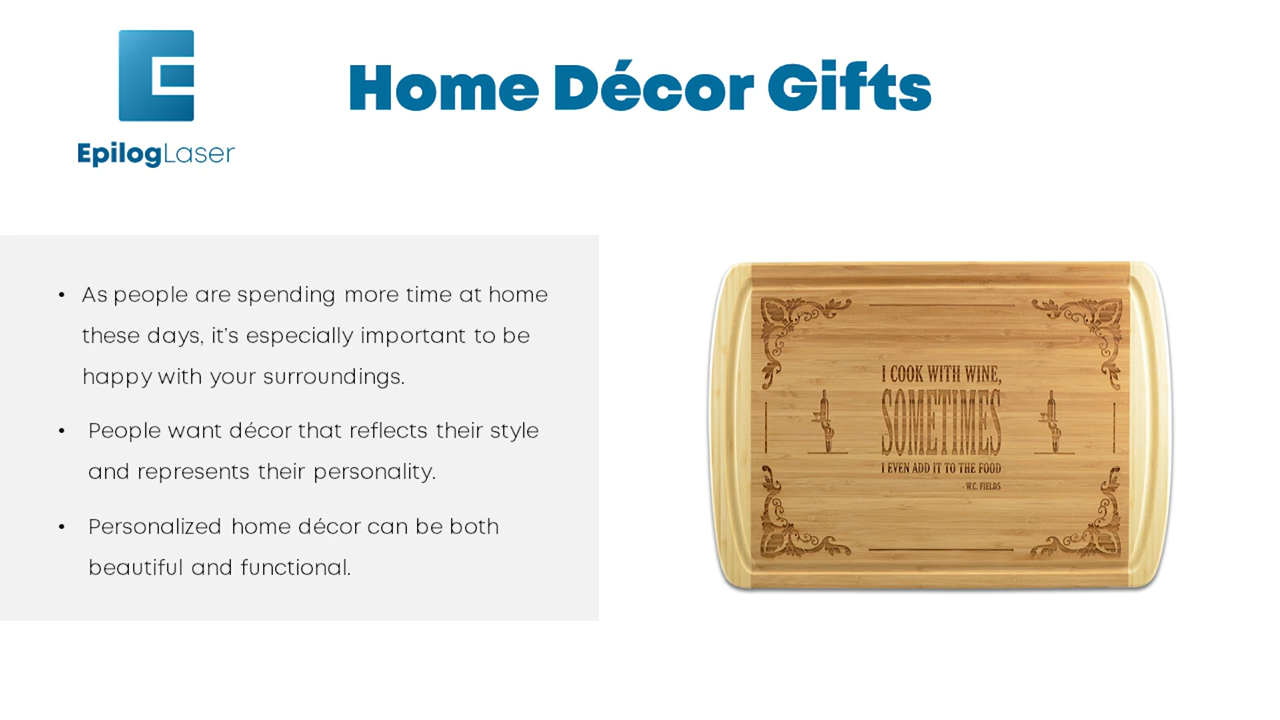 EpilogLaser
Home Décor Gifts
• As people are spending more time at home
these days, it's especially important to be
happy with your surroundings.
• People want décor that reflects their style
and represents their personality.
• Personalized home décor can be both
beautiful and functional.
I COOK WITH WINE,
SOMETIMES
I EVEN ADD IT TO THE FOOD
- W.C. FIELDS